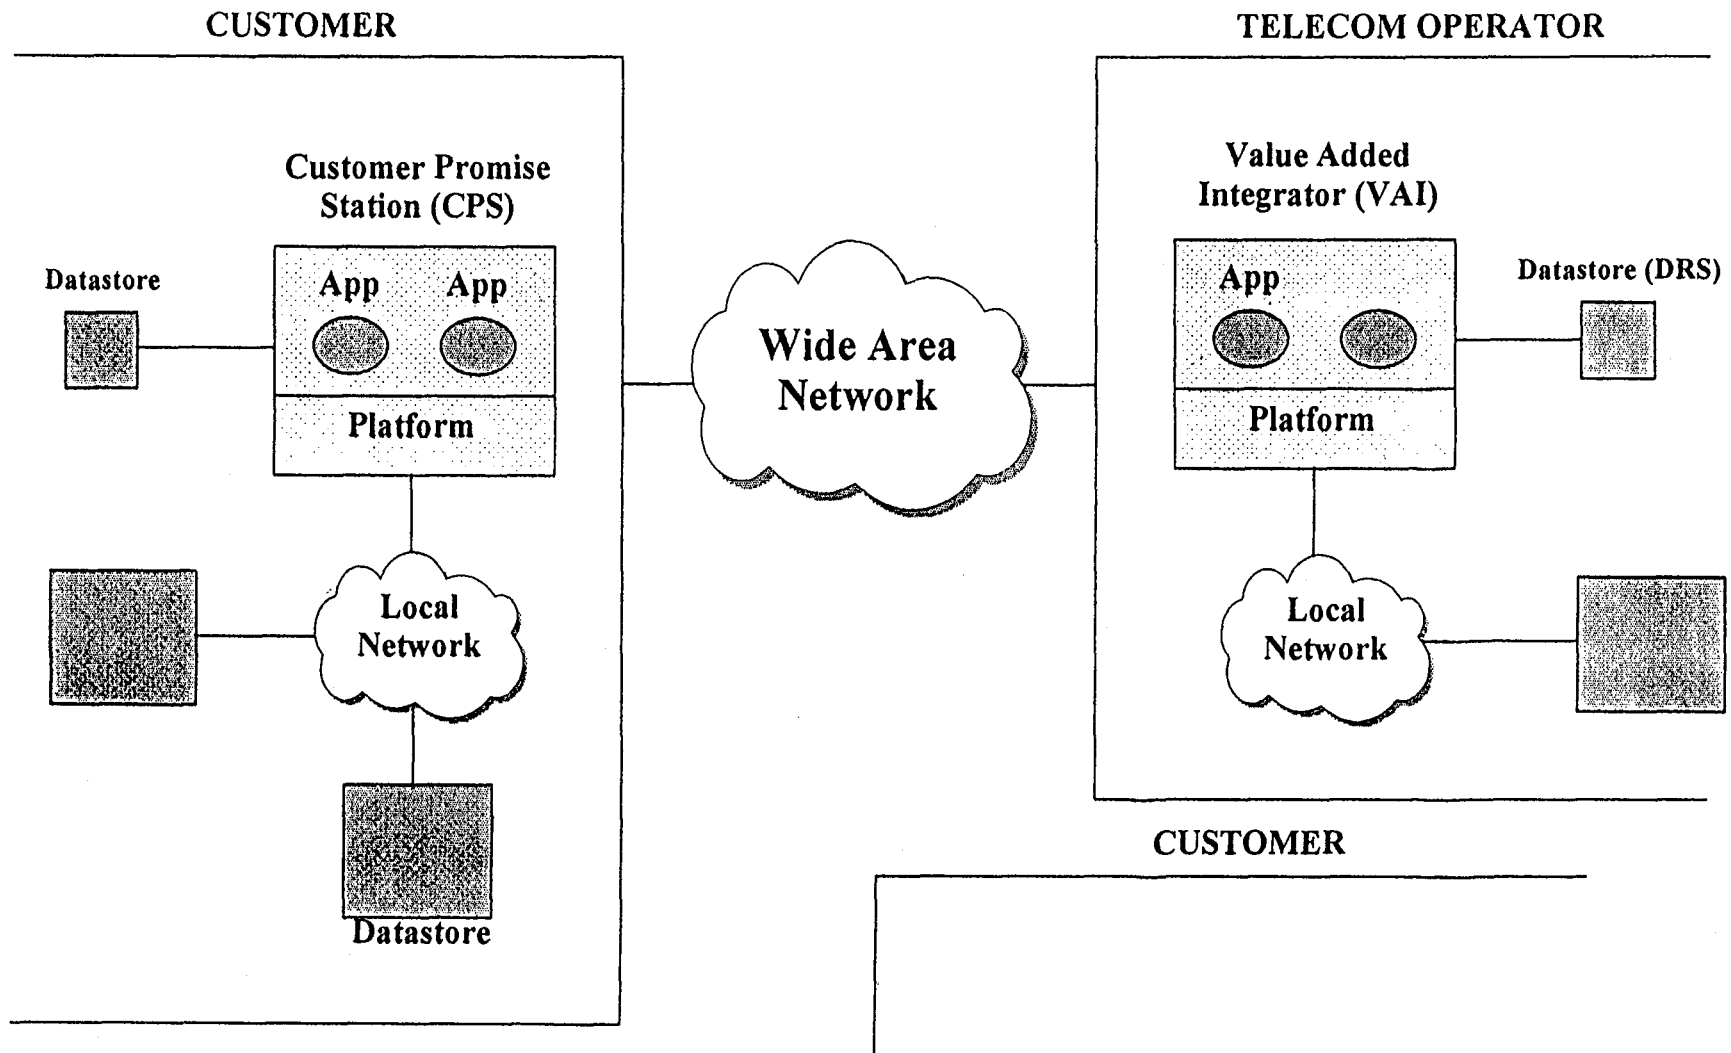 CUSTOMER
TELECOM OPERATOR
Customer Promise
Station (CPS)
Value Added
Integrator (VAI)
Datastore
App
App
Platform
Wide Area
Network
App
Datastore (DRS)
Platform
Local
Network
Local
Network
Datastore
CUSTOMER